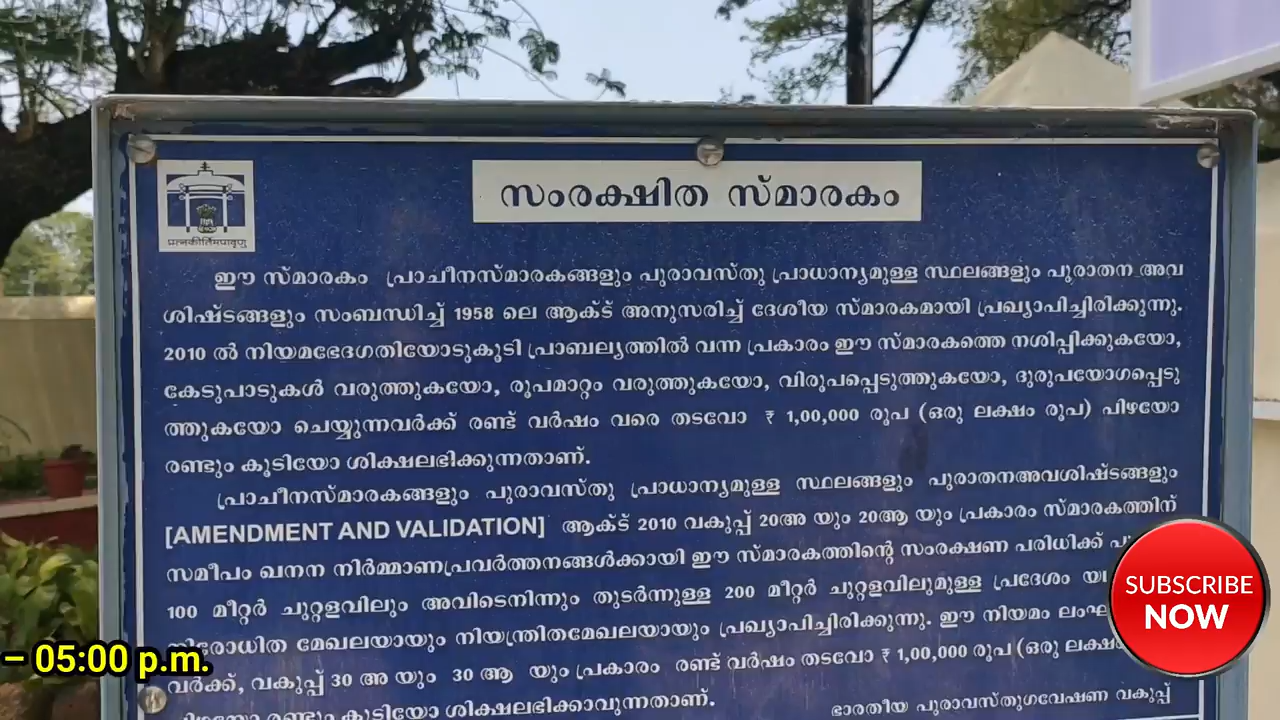 സംരക്ഷിത സ്മാരകം
प्रत्नकीर्तिमपावृणु
ഈ സ്മാരകം പ്രാചീനസ്മാരകങ്ങളും പുരാവസ്തു പ്രാധാന്യമുള്ള സ്ഥലങ്ങളും പുരാതന അവ
ശിഷ്ടങ്ങളും സംബന്ധിച്ച് 1958 ലെ ആക്ട് അനുസരിച്ച് ദേശീയ സ്മാരകമായി പ്രഖ്യാപിച്ചിരിക്കുന്നു.
2010 ൽ നിയമഭേദഗതിയോടുകൂടി പ്രാബല്യത്തിൽ വന്ന പ്രകാരം ഈ സ്മാരകത്തെ നശിപ്പിക്കുകയോ,
കേടുപാടുകൾ വരുത്തുകയോ, രൂപമാറ്റം വരുത്തുകയോ, വിരൂപപ്പെടുത്തുകയോ, ദുരുപയോഗപ്പെടു
ത്തുകയോ ചെയ്യുന്നവർക്ക് രണ്ട് വർഷം വരെ തടവോ ₹ 1,00,000 രൂപ (ഒരു ലക്ഷം രൂപ) പിഴയോ
രണ്ടും കൂടിയോ ശിക്ഷലഭിക്കുന്നതാണ്.
പ്രാചീനസ്മാരകങ്ങളും പുരാവസ്തു പ്രാധാന്യമുള്ള സ്ഥലങ്ങളും പുരാതനഅവശിഷ്ടങ്ങളും
[AMENDMENT AND VALIDATION] ആക്ട് 2010 വകുപ്പ് 20അ യും 20ആ യും പ്രകാരം സ്മാരകത്തിന്
സമീപം ഖനന നിർമ്മാണപ്രവർത്തനങ്ങൾക്കായി ഈ സ്മാരകത്തിന്റെ സംരക്ഷണ പരിധിക്ക്
100 മീറ്റർ ചുറ്റളവിലും അവിടെനിന്നും തുടർന്നുള്ള 200 മീറ്റർ ചുറ്റളവിലുമുള്ള പ്രദേശം
നിരോധിത മേഖലയായും നിയന്ത്രിതമേഖലയായും പ്രഖ്യാപിച്ചിരിക്കുന്നു. ഈ നിയമം
വർക്ക്, വകുപ്പ് 30 അ യും 30 ആ യും പ്രകാരം രണ്ട് വർഷം തടവോ ₹ 1,00,000 രൂപ (ഒരു
രണ്ടും കൂടിയോ ശിക്ഷലഭിക്കാവുന്നതാണ്.
ഭാരതീയ പുരാവസ്തുഗവേഷണ വകുപ്പ്
– 05:00 p.m.
SUBSCRIBE
NOW